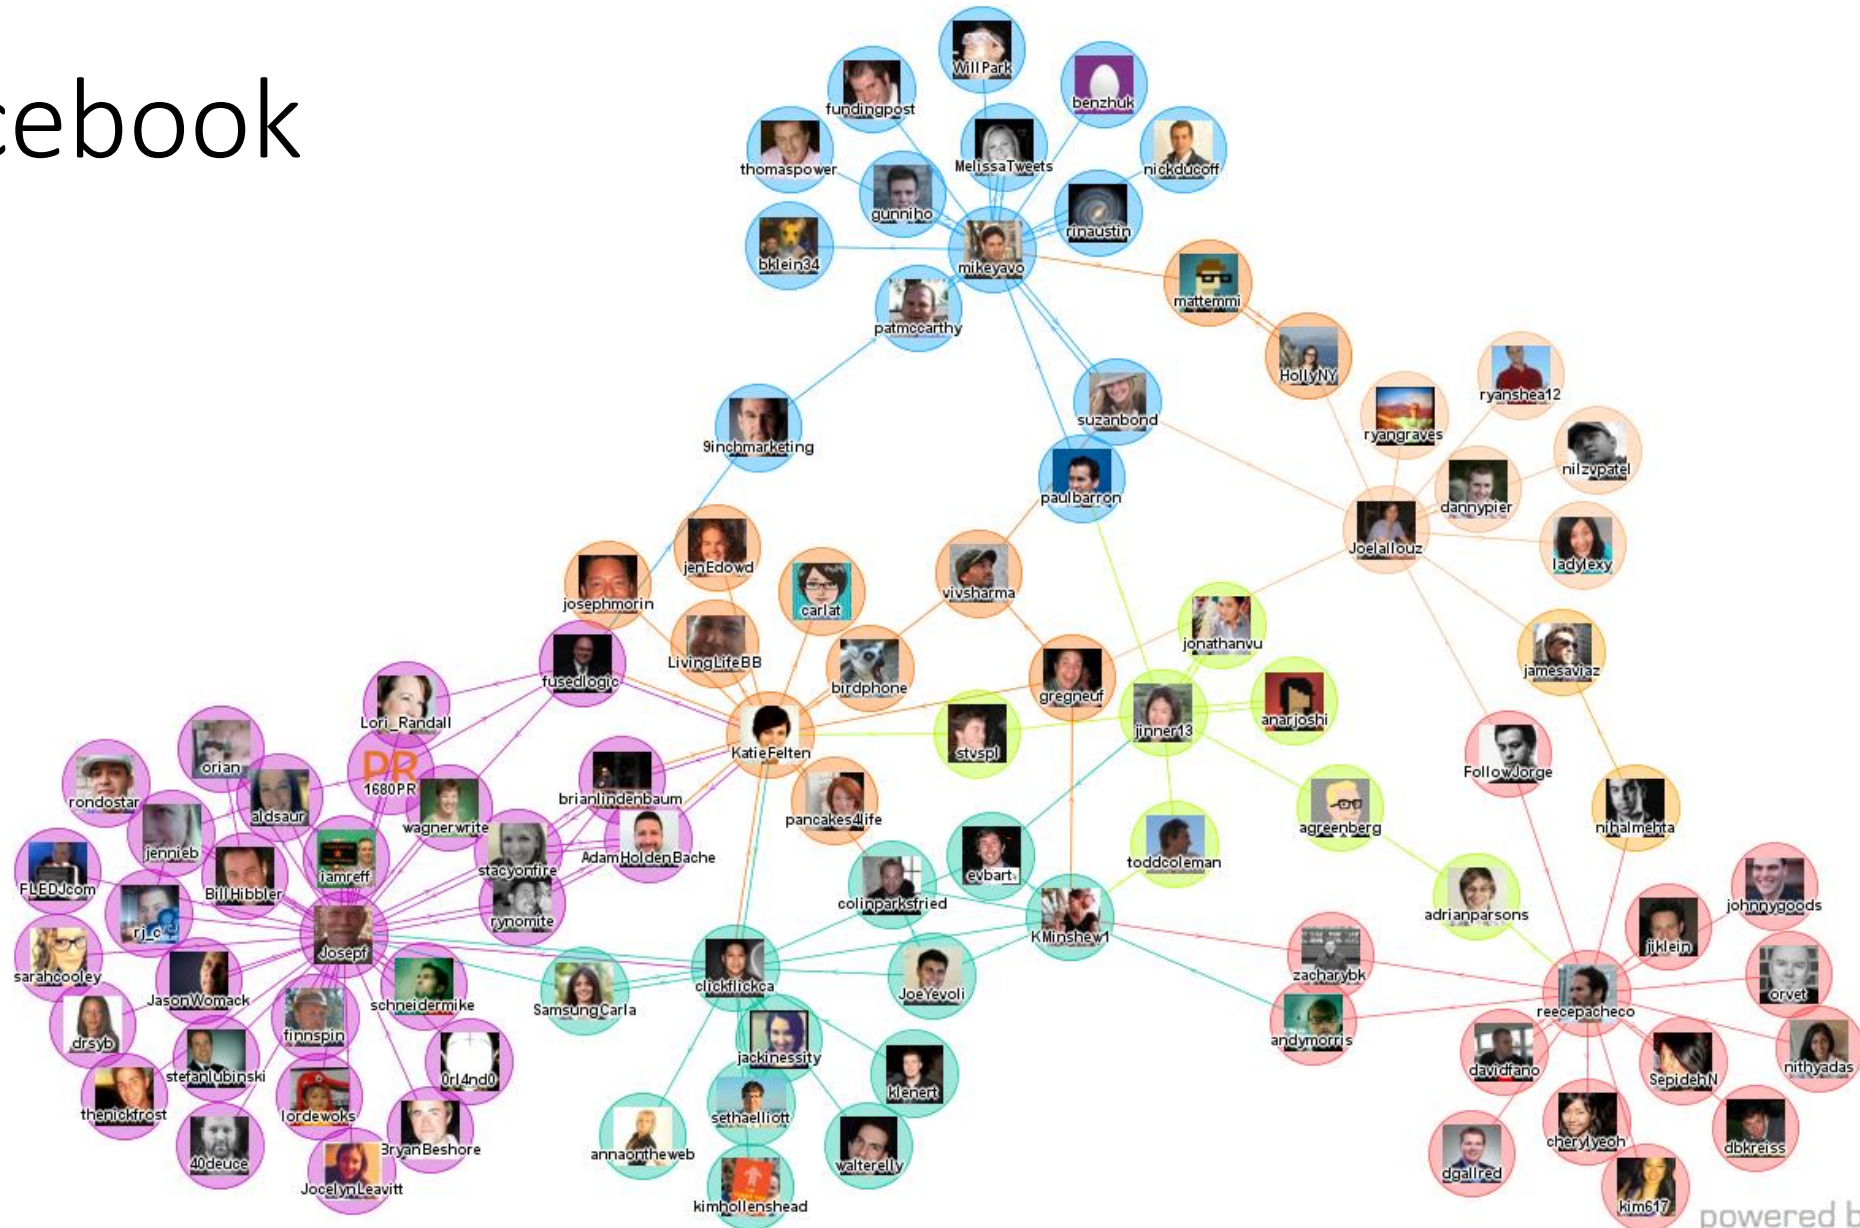 cebook
WillPark
benzhuk
fundingpost
MelissaTweets
thomaspower
nickducoff
gunniho
rinaustin
bklein34
mikeyavo
mattemmi
patmccarthy
HollyNY
ryanshea12
suzanbond
ryangraves
9inchmarketing
nilzvpatel
paulbarron
dannypier
Joelallouz
ladylexy
jenEdowd
josephmorin
carlat
vivsharma
jonathanvu
LivingLifeBB
jamesaviaz
fusedlogic
birdphone
gregneuf
Lori_Randall
anarjoshi
jinner13
KatieFelten
stvspl
orian
FollowJorge
PR
1680PR
rondostar
brianlindenbaum
aldsaur
wagnerwrite
pancakes4life
agreenberg
nihalmehta
jennieb
AdamHoldenBache
toddcoleman
stacyonfire
iamreff
evbart
FLEDJcom
BillHibbler
colinparksfried
johnnygoods
adrianparsons
rynomite
rj_c
KMinshew1
jiklein
Josepf
sarahcooley
zacharybk
clickflickca
JoeYevoli
orvet
JasonWomack
schneidermike
SamsungCarla
reecepacheco
finnspin
andymorris
drsyb
jackinessity
nithyadas
davidfano
stefanlubinski
0rl4nd0
SepidehN
klenert
thenickfrost
lordewoks
sethaelliott
cherylyeoh
dbkreiss
BryanBeshore
annaontheweb
40deuce
walterelly
dgallred
JocelynLeavitt
kimhollenshead
kim617
powered b